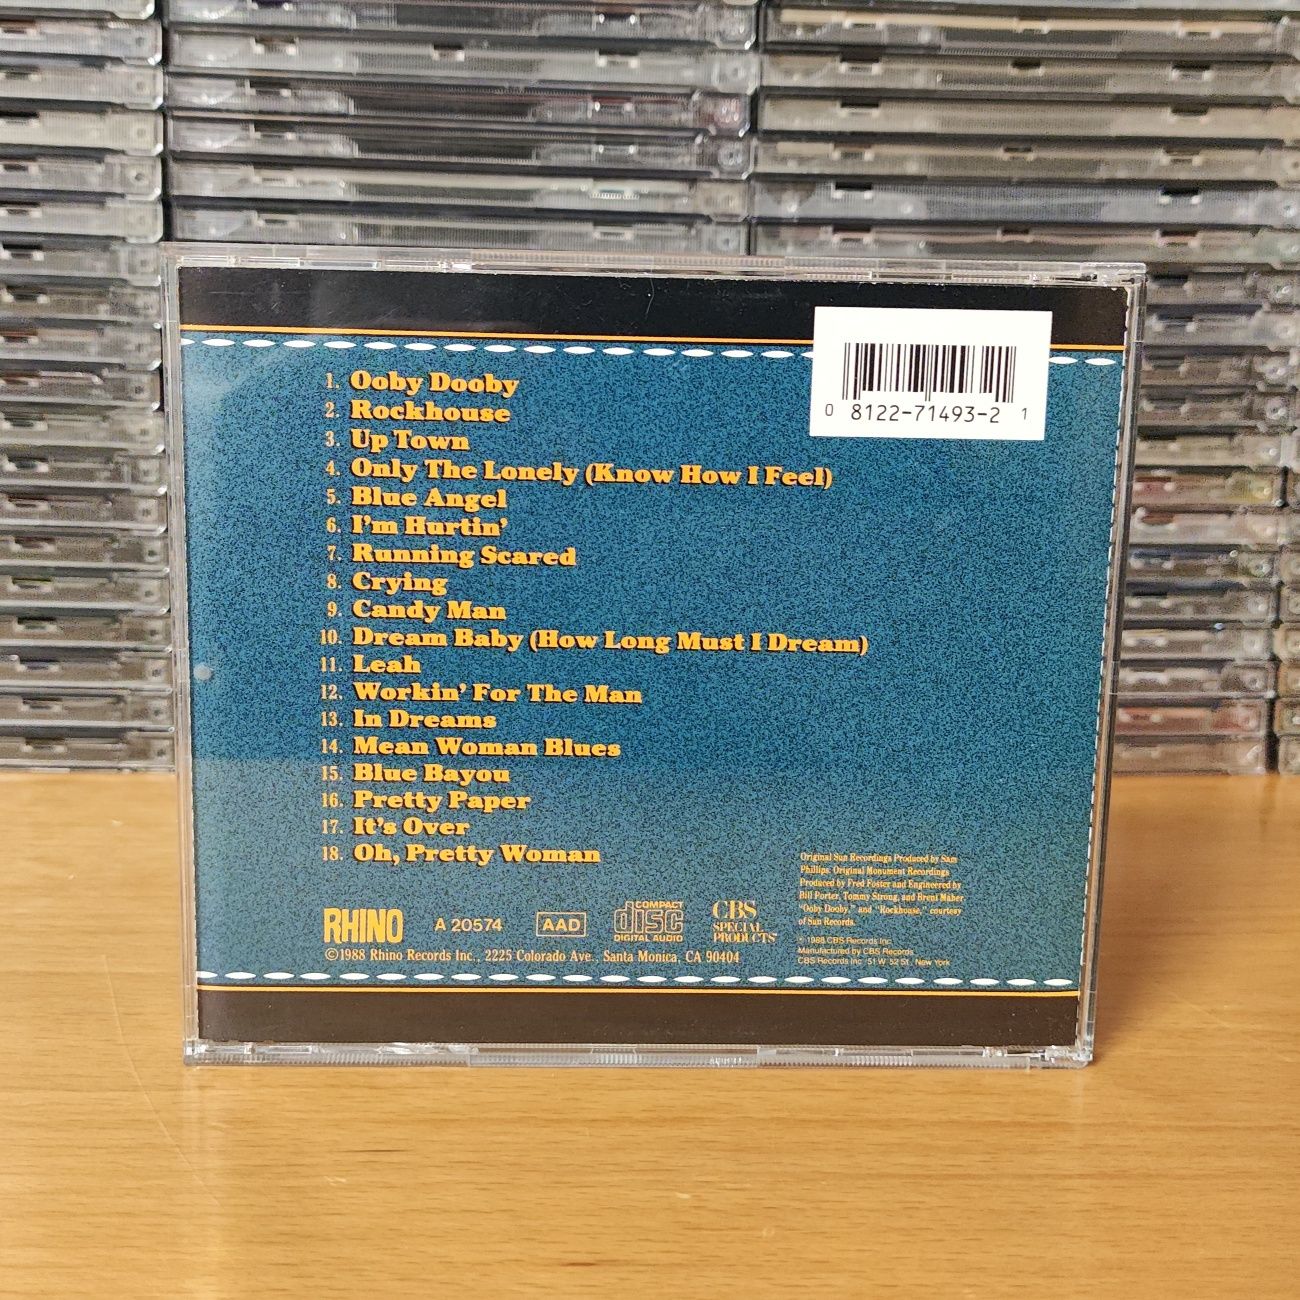 0 8122-71493-2 1
1. Ooby Dooby
2. Rockhouse
3. Up Town
4. Only The Lonely (Know How I Feel)
5. Blue Angel
6. I'm Hurtin'
7. Running Scared
8. Crying
9. Candy Man
10. Dream Baby (How Long Must I Dream)
11. Leah
12. Workin' For The Man
13. In Dreams
14. Mean Woman Blues
15. Blue Bayou
16. Pretty Paper
17. It's Over
18. Oh, Pretty Woman
Original Sun Recordings Produced by Sam
Phillips. Original Monument Recordings
Produced by Fred Foster and Engineered by
Bill Porter, Tommy Strong, and Brent Maher
"Ooby Dooby," and "Rockhouse," courtesy
of Sun Records.
℗ 1988 CBS Records Inc.
Manufactured by CBS Records
CBS Records Inc. 51 W. 52 St., New York
RHINO
A 20574
AAD
COMPACT
disc
DIGITAL AUDIO
CBS
SPECIAL
PRODUCTS™
©1988 Rhino Records Inc., 2225 Colorado Ave., Santa Monica, CA 90404